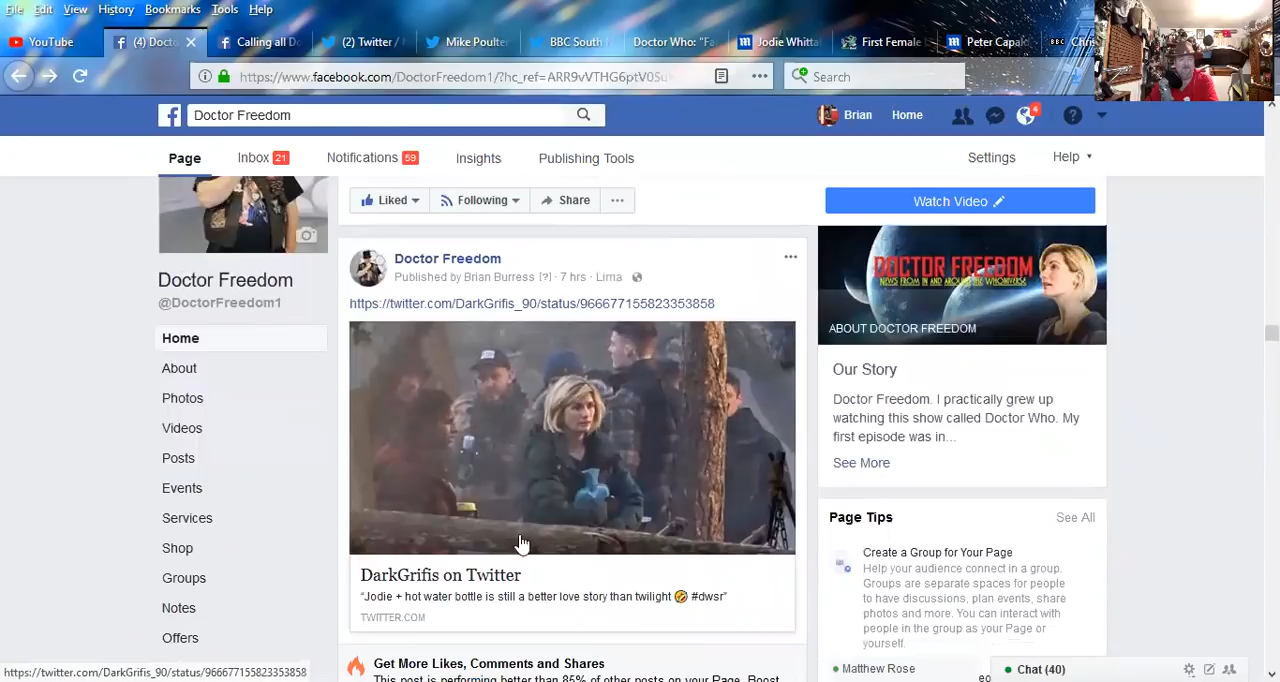 File Edit View History Bookmarks Tools Help
YouTube (4) Docto Calling all D (2) Twitter / Mike Poulte BBC South Doctor Who: "Fa Jodie Whitta First Female Peter Capal BBC Chris
https://www.facebook.com/DoctorFreedom1/?hc_ref=ARR9vVTHG6ptV0Su Search
Doctor Freedom Brian Home 4
Page Inbox 21 Notifications 59 Insights Publishing Tools Settings Help
Liked Following Share Watch Video
Doctor Freedom
@DoctorFreedom1
Home
About
Photos
Videos
Posts
Events
Services
Shop
Groups
Notes
Offers
Doctor Freedom
Published by Brian Burress [?] · 7 hrs · Lima
https://twitter.com/DarkGrifis_90/status/966677155823353858
DarkGrifis on Twitter
“Jodie + hot water bottle is still a better love story than twilight 🤣 #dwsr”
TWITTER.COM
Get More Likes, Comments and Shares
This post is performing better than 85% of other posts on your Page. Boost
DOCTOR FREEDOM
NEWS FROM IN AND AROUND THE WHONIVERSE
ABOUT DOCTOR FREEDOM
Our Story
Doctor Freedom. I practically grew up
watching this show called Doctor Who. My
first episode was in...
See More
Page Tips See All
Create a Group for Your Page
Help your audience connect in a group.
Groups are separate spaces for people
to have discussions, plan events, share
photos and more. You can interact with
people in the group as your Page or
yourself.
Matthew Rose
Chat (40)
https://twitter.com/DarkGrifis_90/status/966677155823353858